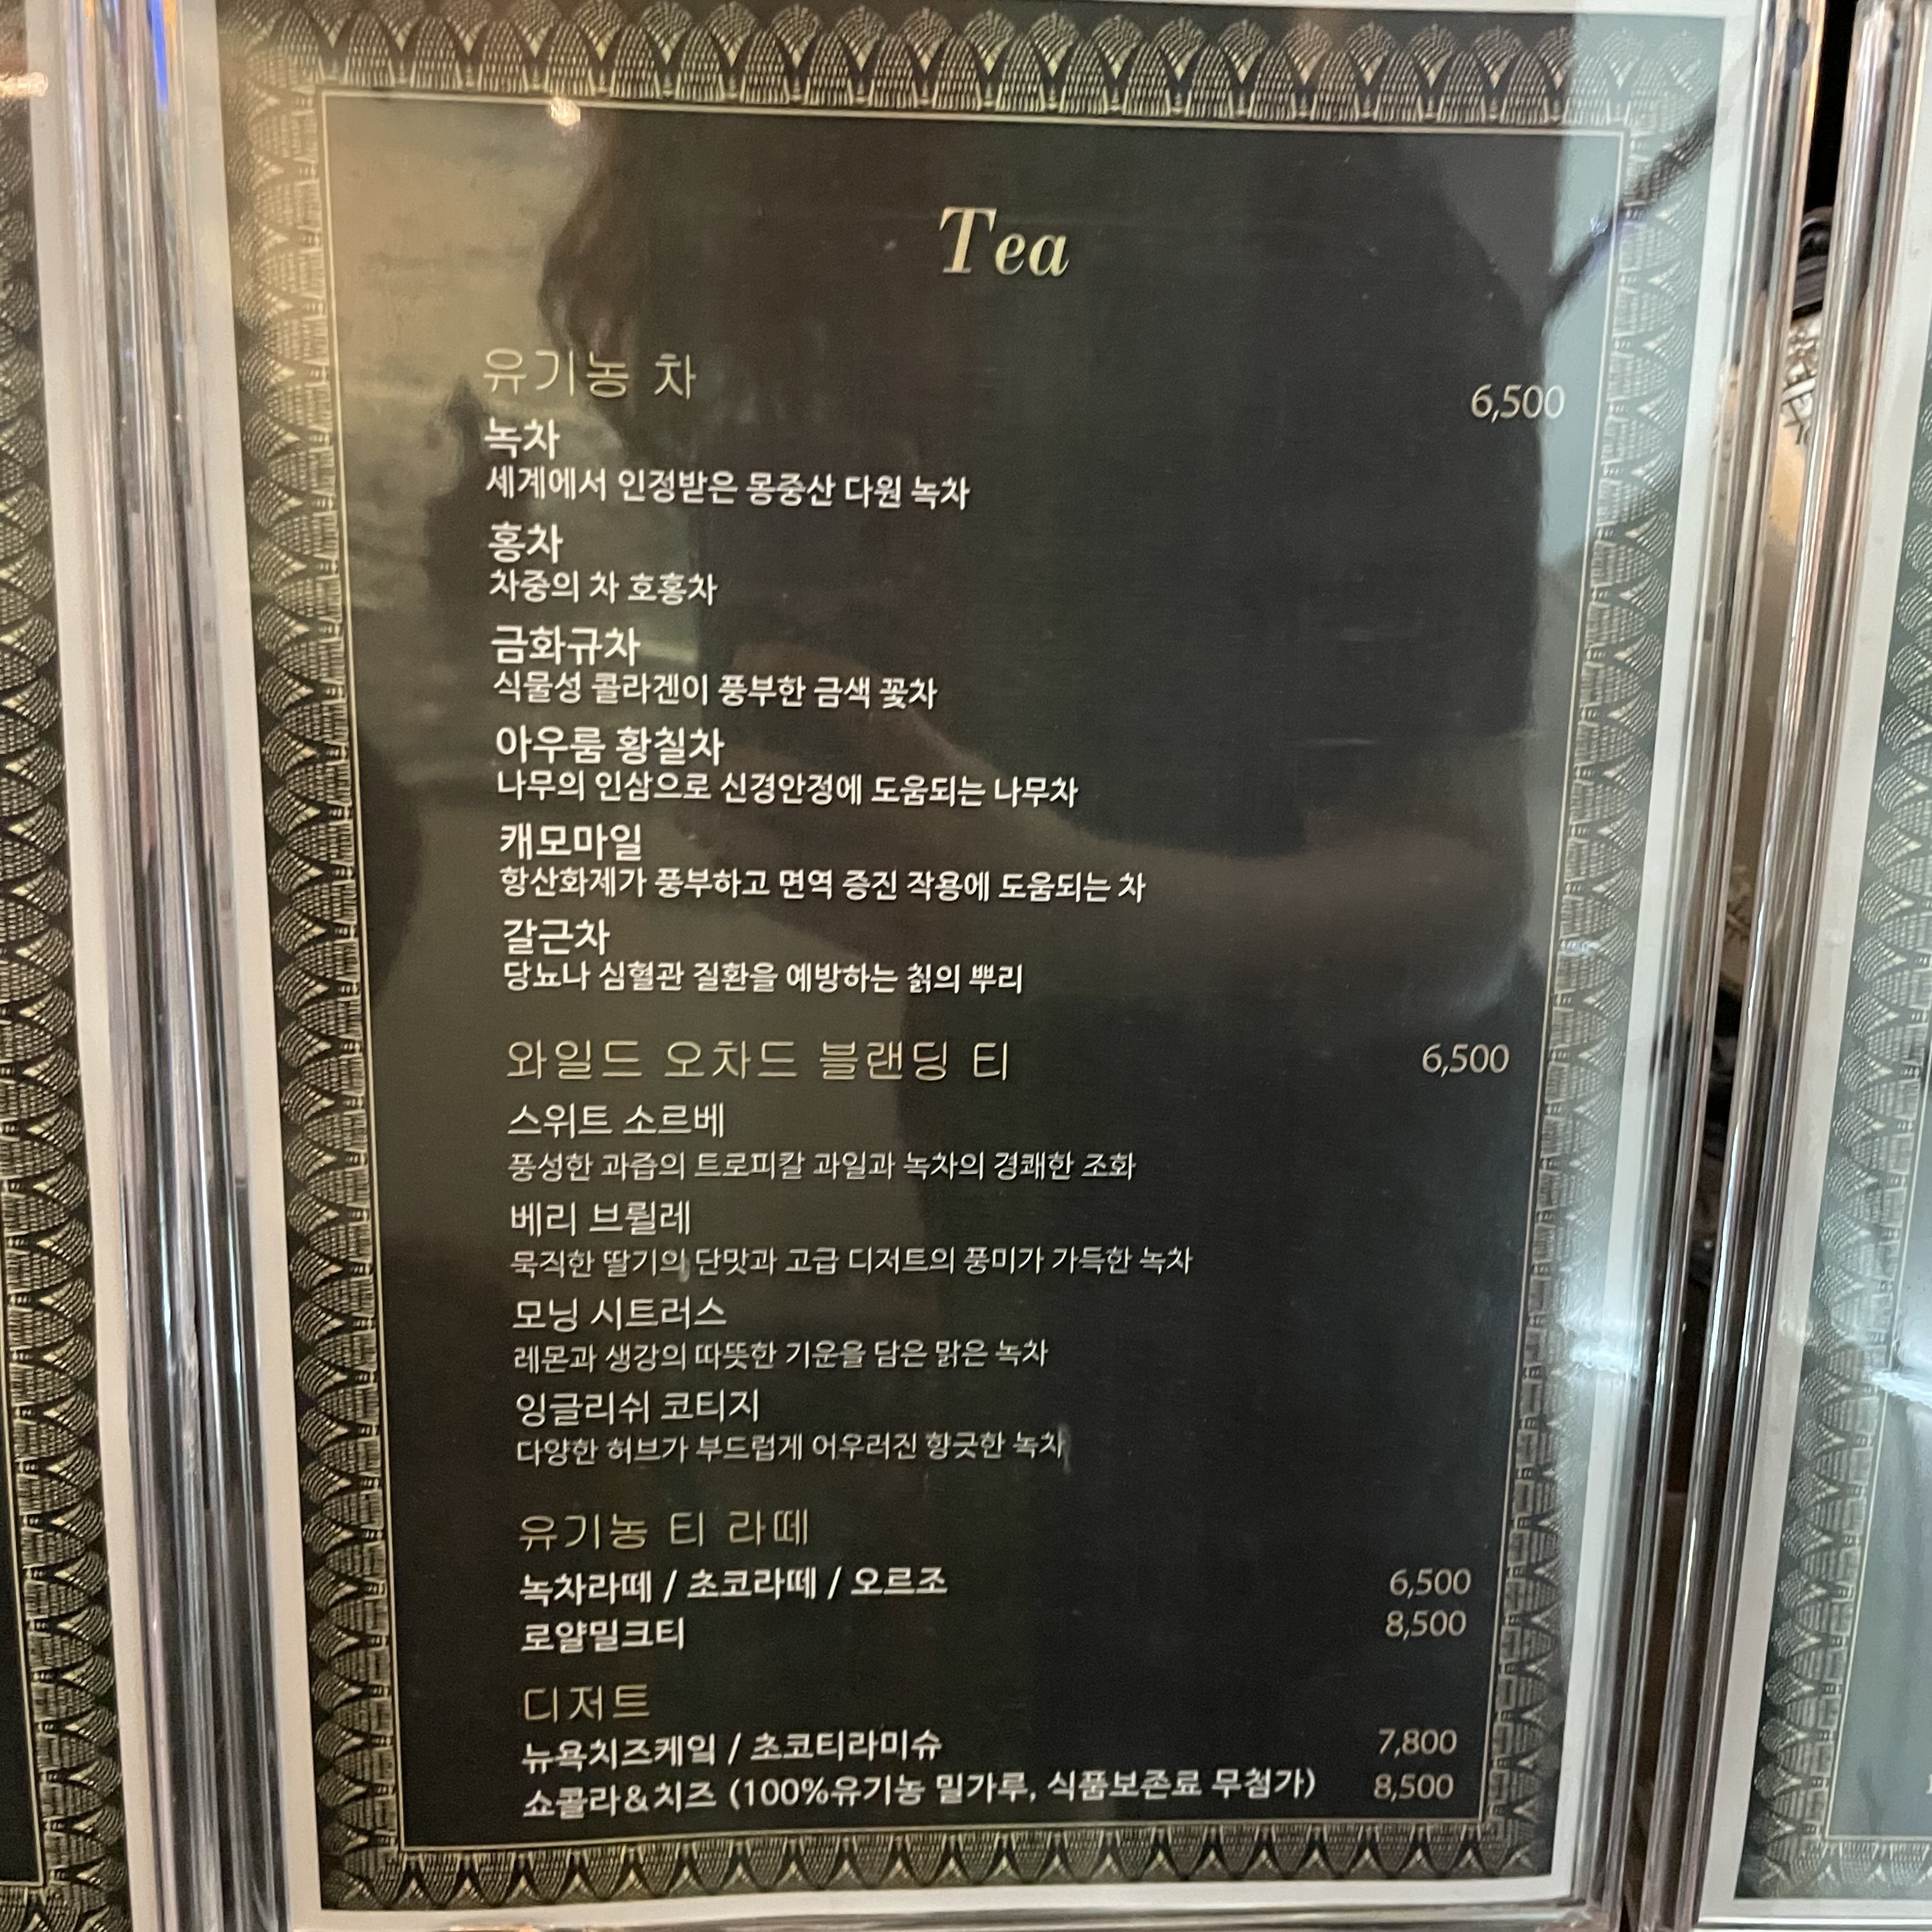 Tea
유기농 차 6,500
녹차
세계에서 인정받은 몽중산 다원 녹차
홍차
차중의 차 호홍차
금화규차
식물성 콜라겐이 풍부한 금색 꽃차
아우룸 황칠차
나무의 인삼으로 신경안정에 도움되는 나무차
캐모마일
항산화제가 풍부하고 면역 증진 작용에 도움되는 차
갈근차
당뇨나 심혈관 질환을 예방하는 칡의 뿌리
와일드 오차드 블랜딩 티 6,500
스위트 소르베
풍성한 과즙의 트로피칼 과일과 녹차의 경쾌한 조화
베리 브륄레
묵직한 딸기의 단맛과 고급 디저트의 풍미가 가득한 녹차
모닝 시트러스
레몬과 생강의 따뜻한 기운을 담은 맑은 녹차
잉글리쉬 코티지
다양한 허브가 부드럽게 어우러진 향긋한 녹차
유기농 티 라떼
녹차라떼 / 초코라떼 / 오르조 6,500
로얄밀크티 8,500
디저트
뉴욕치즈케잌 / 초코티라미슈 7,800
쇼콜라&치즈 (100%유기농 밀가루, 식품보존료 무첨가) 8,500